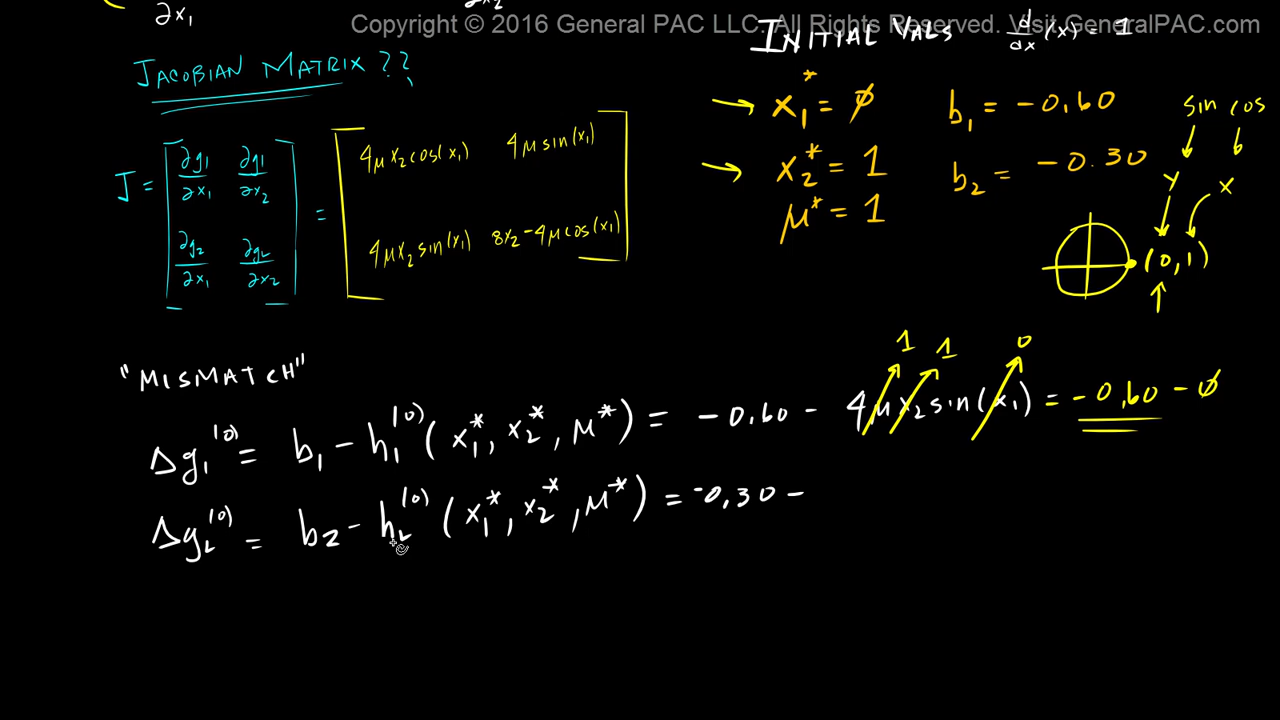 Copyright © 2016 General PAC LLC. All Rights Reserved. Visit GeneralPAC.com
∂x₁
INITIAL VALS d/dx (x) = 1
JACOBIAN MATRIX ??
→ x₁* = ∅ b₁ = -0.60
→ x₂* = 1 b₂ = -0.30
μ* = 1
sin cos
y x
(0,1)
J = [ ∂g₁/∂x₁ ∂g₁/∂x₂ = [ 4μx₂cos(x₁) 4μsin(x₁)
∂g₂/∂x₁ ∂g₂/∂x₂ ] 4μx₂sin(x₁) 8x₂-4μcos(x₁) ]
"MISMATCH"
1 1 0
Δg₁⁽⁰⁾ = b₁ - h₁⁽⁰⁾ (x₁*, x₂*, μ*) = -0.60 - 4μx₂sin(x₁) = -0.60 - ∅
Δg₂⁽⁰⁾ = b₂ - h₂⁽⁰⁾ (x₁*, x₂*, μ*) = -0.30 -